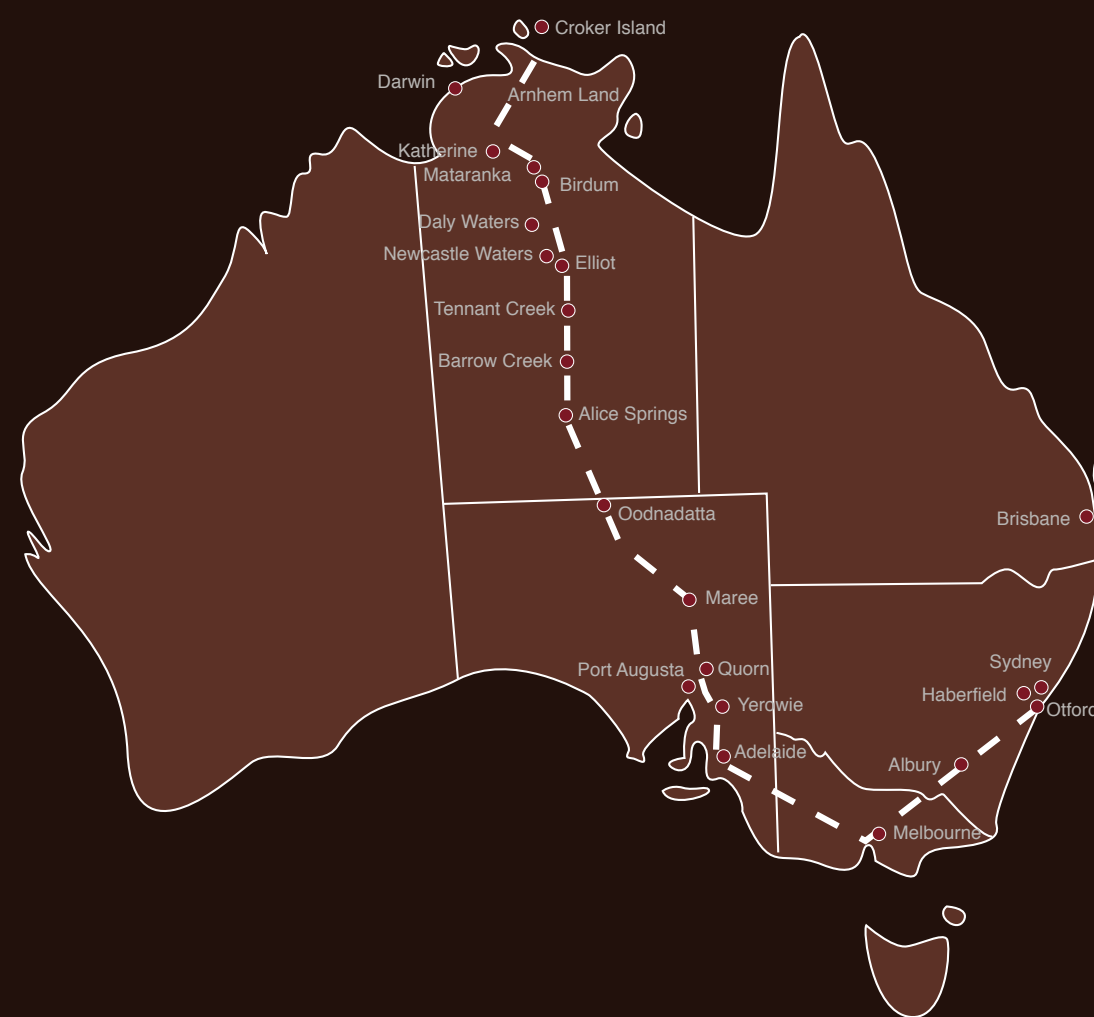 Croker Island
Darwin
Arnhem Land
Katherine
Mataranka
Birdum
Daly Waters
Newcastle Waters
Elliot
Tennant Creek
Barrow Creek
Alice Springs
Oodnadatta
Brisbane
Maree
Sydney
Port Augusta
Quorn
Haberfield
Yerowie
Otford
Adelaide
Albury
Melbourne